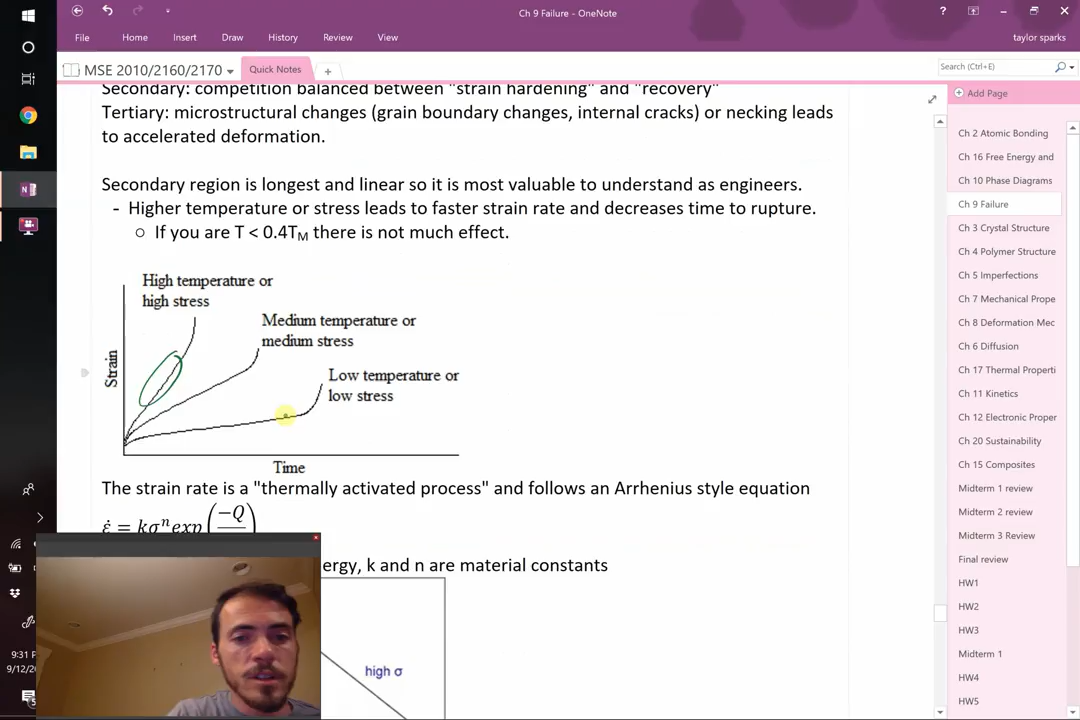 Ch 9 Failure - OneNote
?
File
Home
Insert
Draw
History
Review
View
taylor sparks
MSE 2010/2160/2170
Quick Notes
+
Search (Ctrl+E)
Secondary: competition balanced between "strain hardening" and "recovery"
Tertiary: microstructural changes (grain boundary changes, internal cracks) or necking leads
to accelerated deformation.
Secondary region is longest and linear so it is most valuable to understand as engineers.
- Higher temperature or stress leads to faster strain rate and decreases time to rupture.
○ If you are T < 0.4TM there is not much effect.
High temperature or
high stress
Medium temperature or
medium stress
Low temperature or
low stress
Strain
Time
The strain rate is a "thermally activated process" and follows an Arrhenius style equation
ε̇ = kσⁿexp(−Q
ergy, k and n are material constants
high σ
Add Page
Ch 2 Atomic Bonding
Ch 16 Free Energy and
Ch 10 Phase Diagrams
Ch 9 Failure
Ch 3 Crystal Structure
Ch 4 Polymer Structure
Ch 5 Imperfections
Ch 7 Mechanical Prope
Ch 8 Deformation Mec
Ch 6 Diffusion
Ch 17 Thermal Properti
Ch 11 Kinetics
Ch 12 Electronic Proper
Ch 20 Sustainability
Ch 15 Composites
Midterm 1 review
Midterm 2 review
Midterm 3 Review
Final review
HW1
HW2
HW3
Midterm 1
HW4
HW5
9:31 P
9/12/20